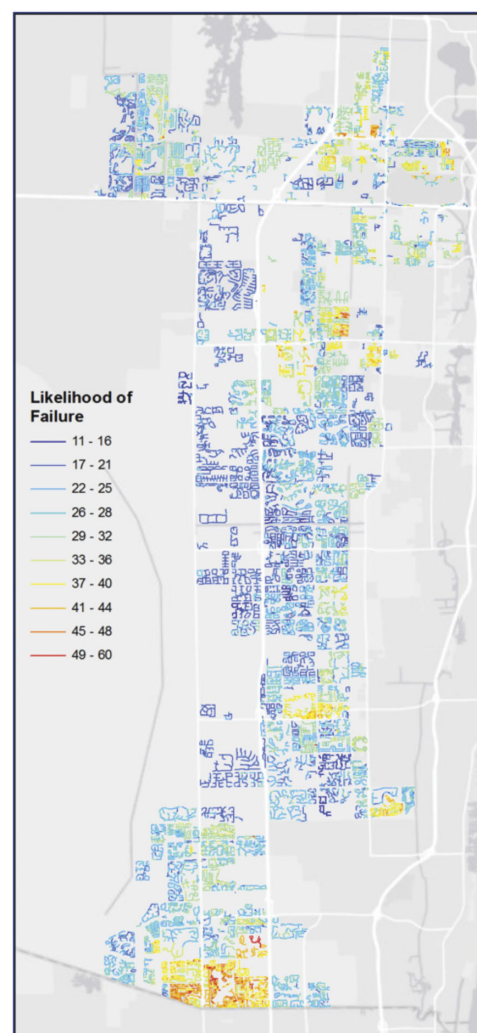 Likelihood of
Failure
11 - 16
17 - 21
22 - 25
26 - 28
29 - 32
33 - 36
37 - 40
41 - 44
45 - 48
49 - 60